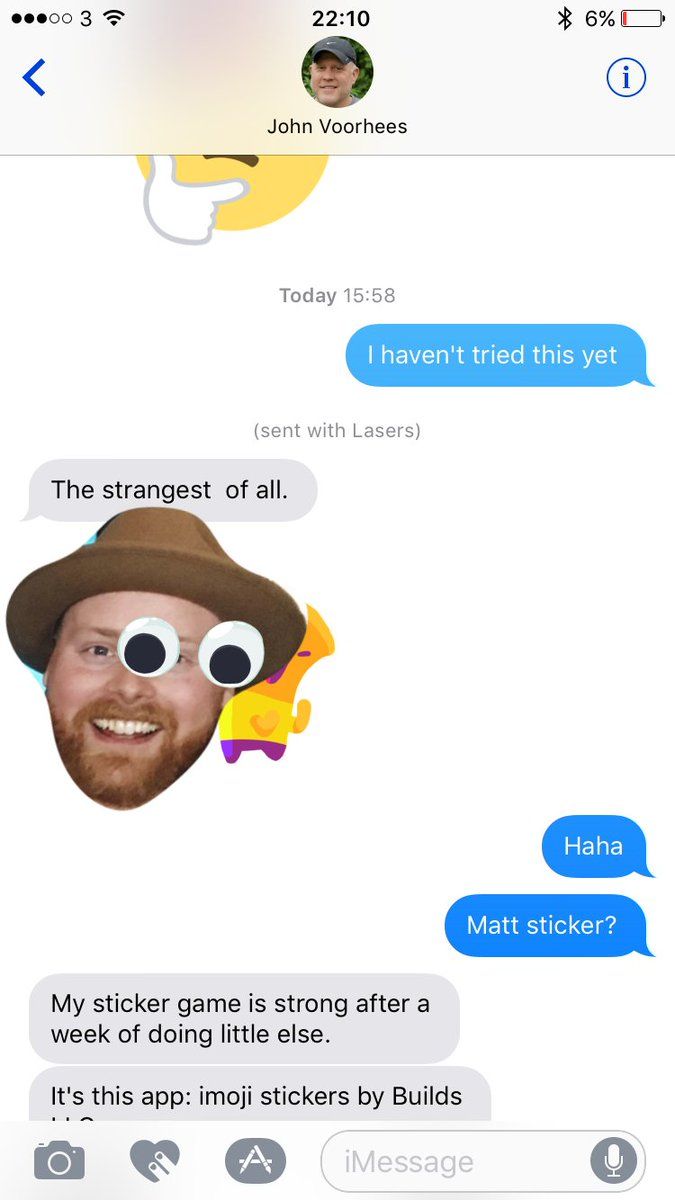 3 22:10 6%
John Voorhees
Today 15:58
I haven't tried this yet
(sent with Lasers)
The strangest  of all.
Haha
Matt sticker?
My sticker game is strong after a
week of doing little else.
It's this app: imoji stickers by Builds
iMessage